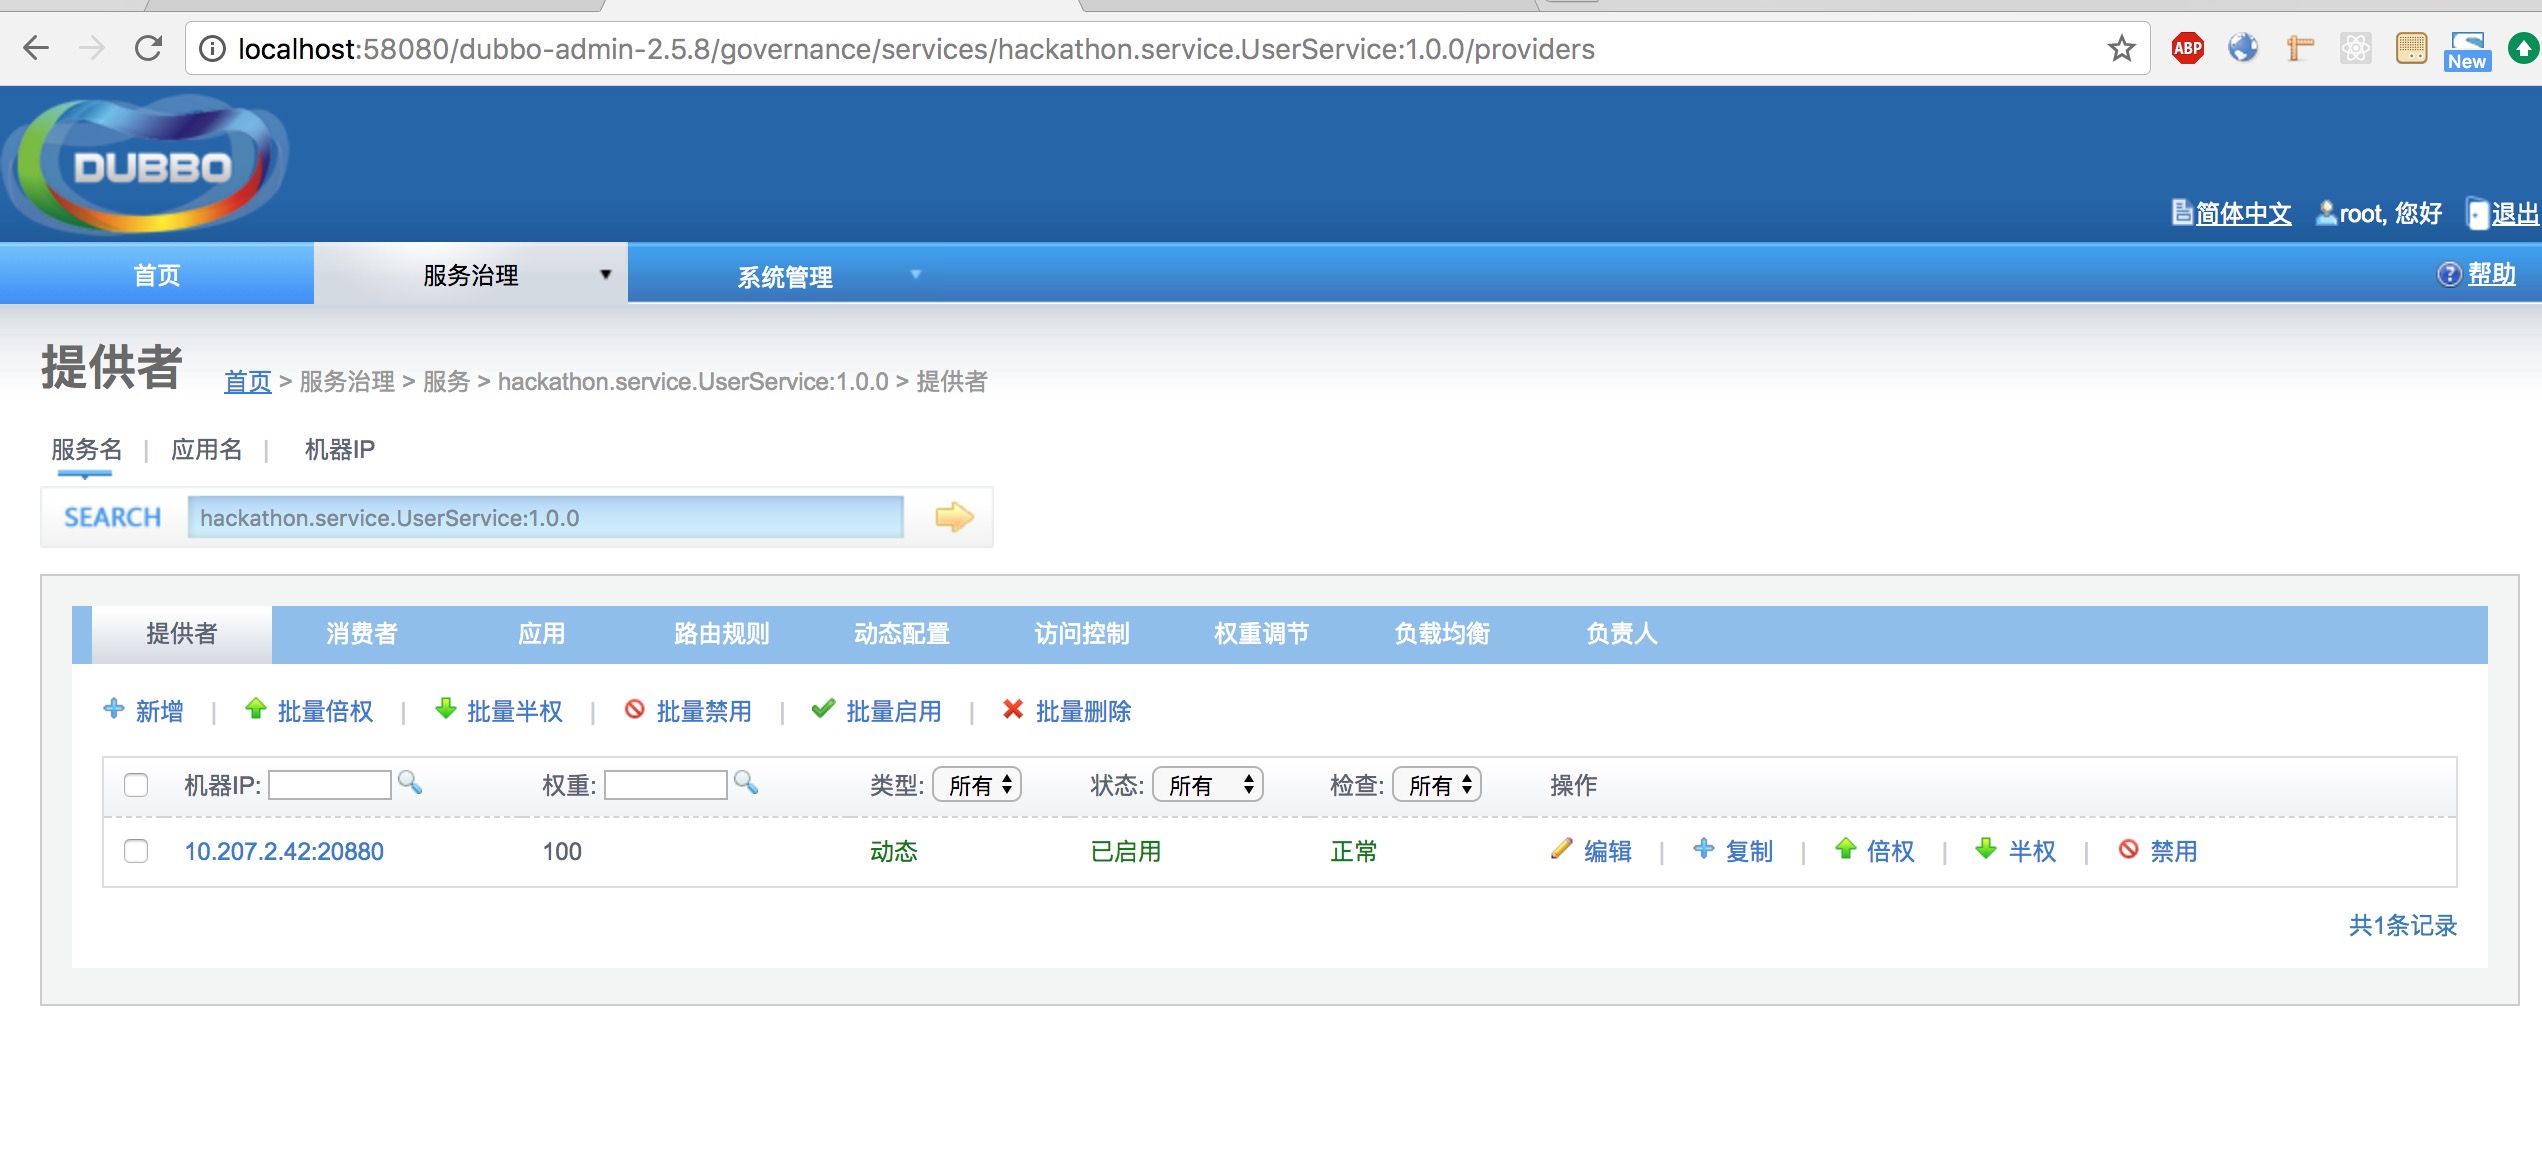 localhost:58080/dubbo-admin-2.5.8/governance/services/hackathon.service.UserService:1.0.0/providers
ABP
New
DUBBO
简体中文 root, 您好 退出
首页 服务治理 系统管理 帮助
提供者 首页 > 服务治理 > 服务 > hackathon.service.UserService:1.0.0 > 提供者
服务名 | 应用名 | 机器IP
SEARCH hackathon.service.UserService:1.0.0
提供者 消费者 应用 路由规则 动态配置 访问控制 权重调节 负载均衡 负责人
新增 | 批量倍权 | 批量半权 | 批量禁用 | 批量启用 | 批量删除
机器IP: 权重: 类型: 所有 状态: 所有 检查: 所有 操作
10.207.2.42:20880 100 动态 已启用 正常 编辑 | 复制 | 倍权 | 半权 | 禁用
共1条记录